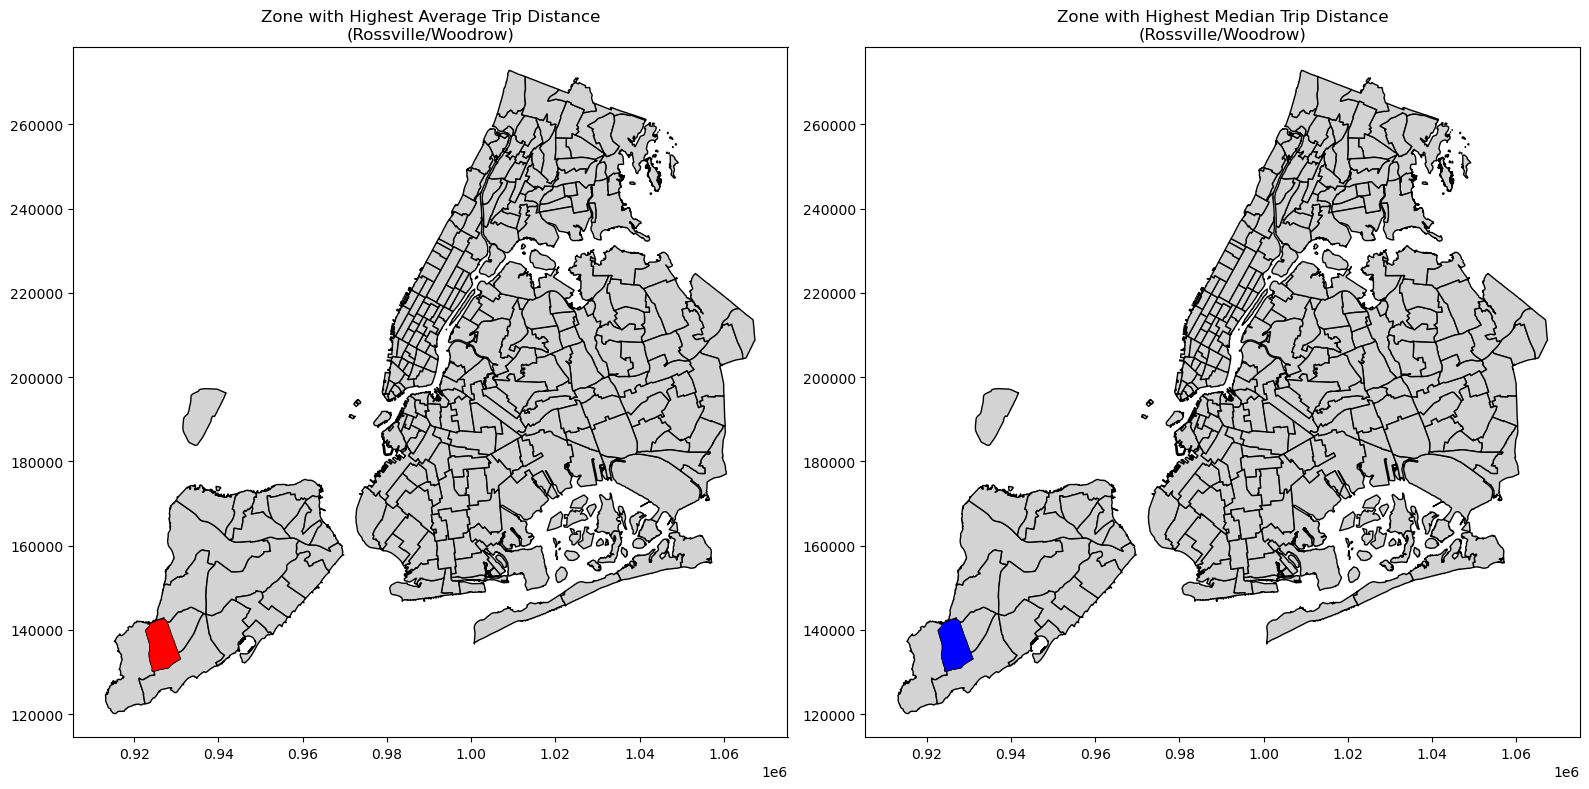 Zone with Highest Average Trip Distance
(Rossville/Woodrow)
260000
240000
220000
200000
180000
160000
140000
120000
0.92 0.94 0.96 0.98 1.00 1.02 1.04 1.06
1e6
Zone with Highest Median Trip Distance
(Rossville/Woodrow)
260000
240000
220000
200000
180000
160000
140000
120000
0.92 0.94 0.96 0.98 1.00 1.02 1.04 1.06
1e6